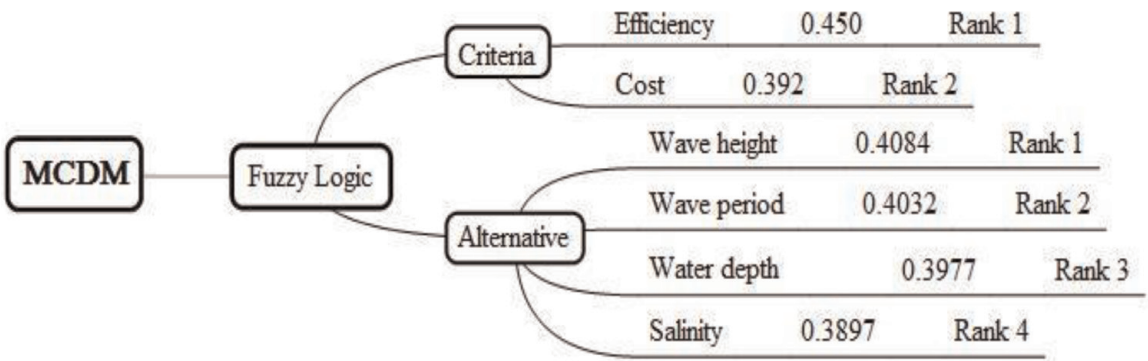 MCDM
Fuzzy Logic
Criteria
Efficiency 0.450 Rank 1
Cost 0.392 Rank 2
Alternative
Wave height 0.4084 Rank 1
Wave period 0.4032 Rank 2
Water depth 0.3977 Rank 3
Salinity 0.3897 Rank 4